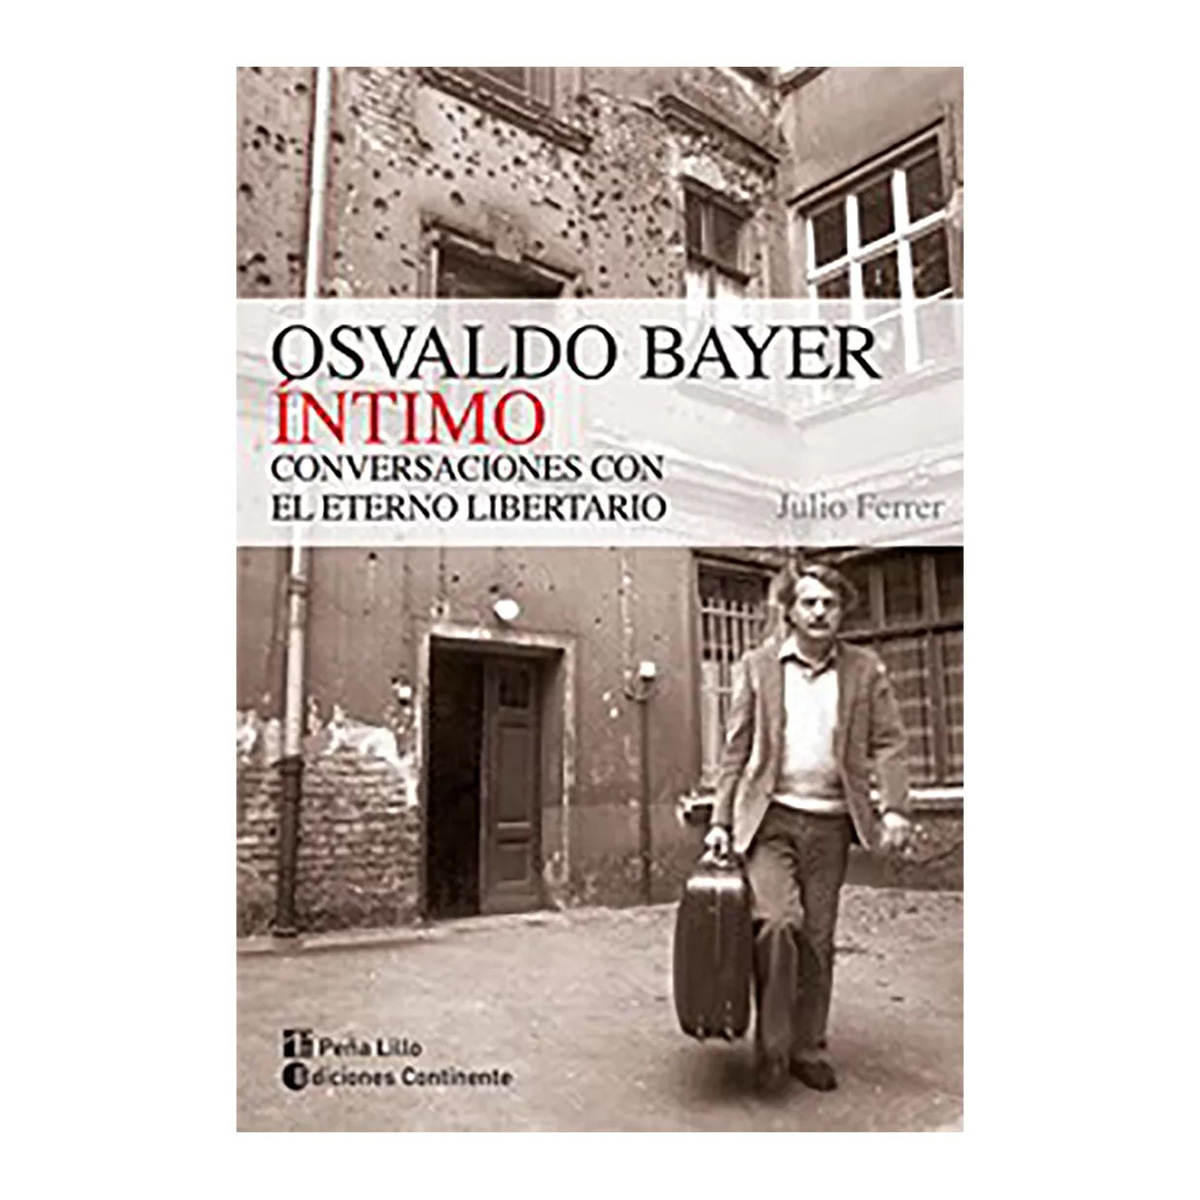 OSVALDO BAYER
ÍNTIMO
CONVERSACIONES CON
EL ETERNO LIBERTARIO
Julio Ferrer
Peña Lillo
Ediciones Continente